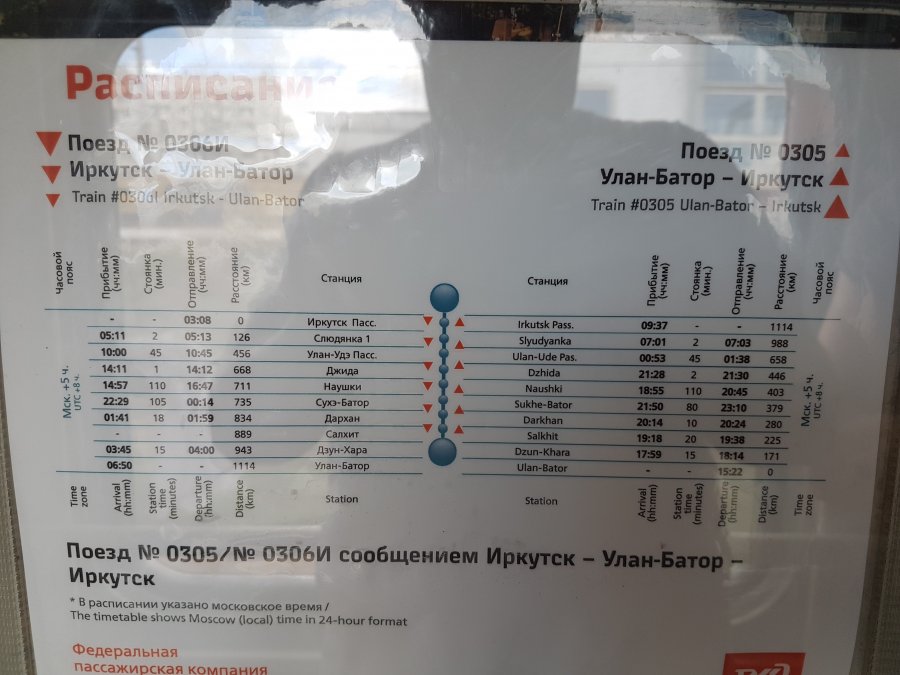 Расписание
Поезд № 0306И
Иркутск – Улан-Батор
Train #0306I Irkutsk - Ulan-Bator
Поезд № 0305
Улан-Батор – Иркутск
Train #0305 Ulan-Bator – Irkutsk
Часовой пояс Прибытие (чч:мм) Стоянка (мин.) Отправление (чч:мм) Расстояние (км) Станция Станция Прибытие (чч:мм) Стоянка (мин.) Отправление (чч:мм) Расстояние (км) Часовой пояс
- - 03:08 0 Иркутск Пасс. Irkutsk Pass. 09:37 - - 1114
05:11 2 05:13 126 Слюдянка 1 Slyudyanka 07:01 2 07:03 988
10:00 45 10:45 456 Улан-Удэ Пасс. Ulan-Ude Pas. 00:53 45 01:38 658
14:11 1 14:12 668 Джида Dzhida 21:28 2 21:30 446
14:57 110 16:47 711 Наушки Naushki 18:55 110 20:45 403
22:29 105 00:14 735 Сухэ-Батор Sukhe-Bator 21:50 80 23:10 379
01:41 18 01:59 834 Дархан Darkhan 20:14 10 20:24 280
- - 889 Салхит Salkhit 19:18 20 19:38 225
03:45 15 04:00 943 Дзун-Хара Dzun-Khara 17:59 15 18:14 171
06:50 - - 1114 Улан-Батор Ulan-Bator - - 15:22 0
Мск. +5 ч.
UTC +8 ч.
Мск. +5 ч.
UTC +8 ч.
Time zone Arrival (hh:mm) Station time (minutes) Departure (hh:mm) Distance (km) Station Station Arrival (hh:mm) Station time (minutes) Departure (hh:mm) Distance (km) Time zone
Поезд № 0305/№ 0306И сообщением Иркутск – Улан-Батор –
Иркутск
* В расписании указано московское время /
The timetable shows Moscow (local) time in 24-hour format
Федеральная
пассажирская компания